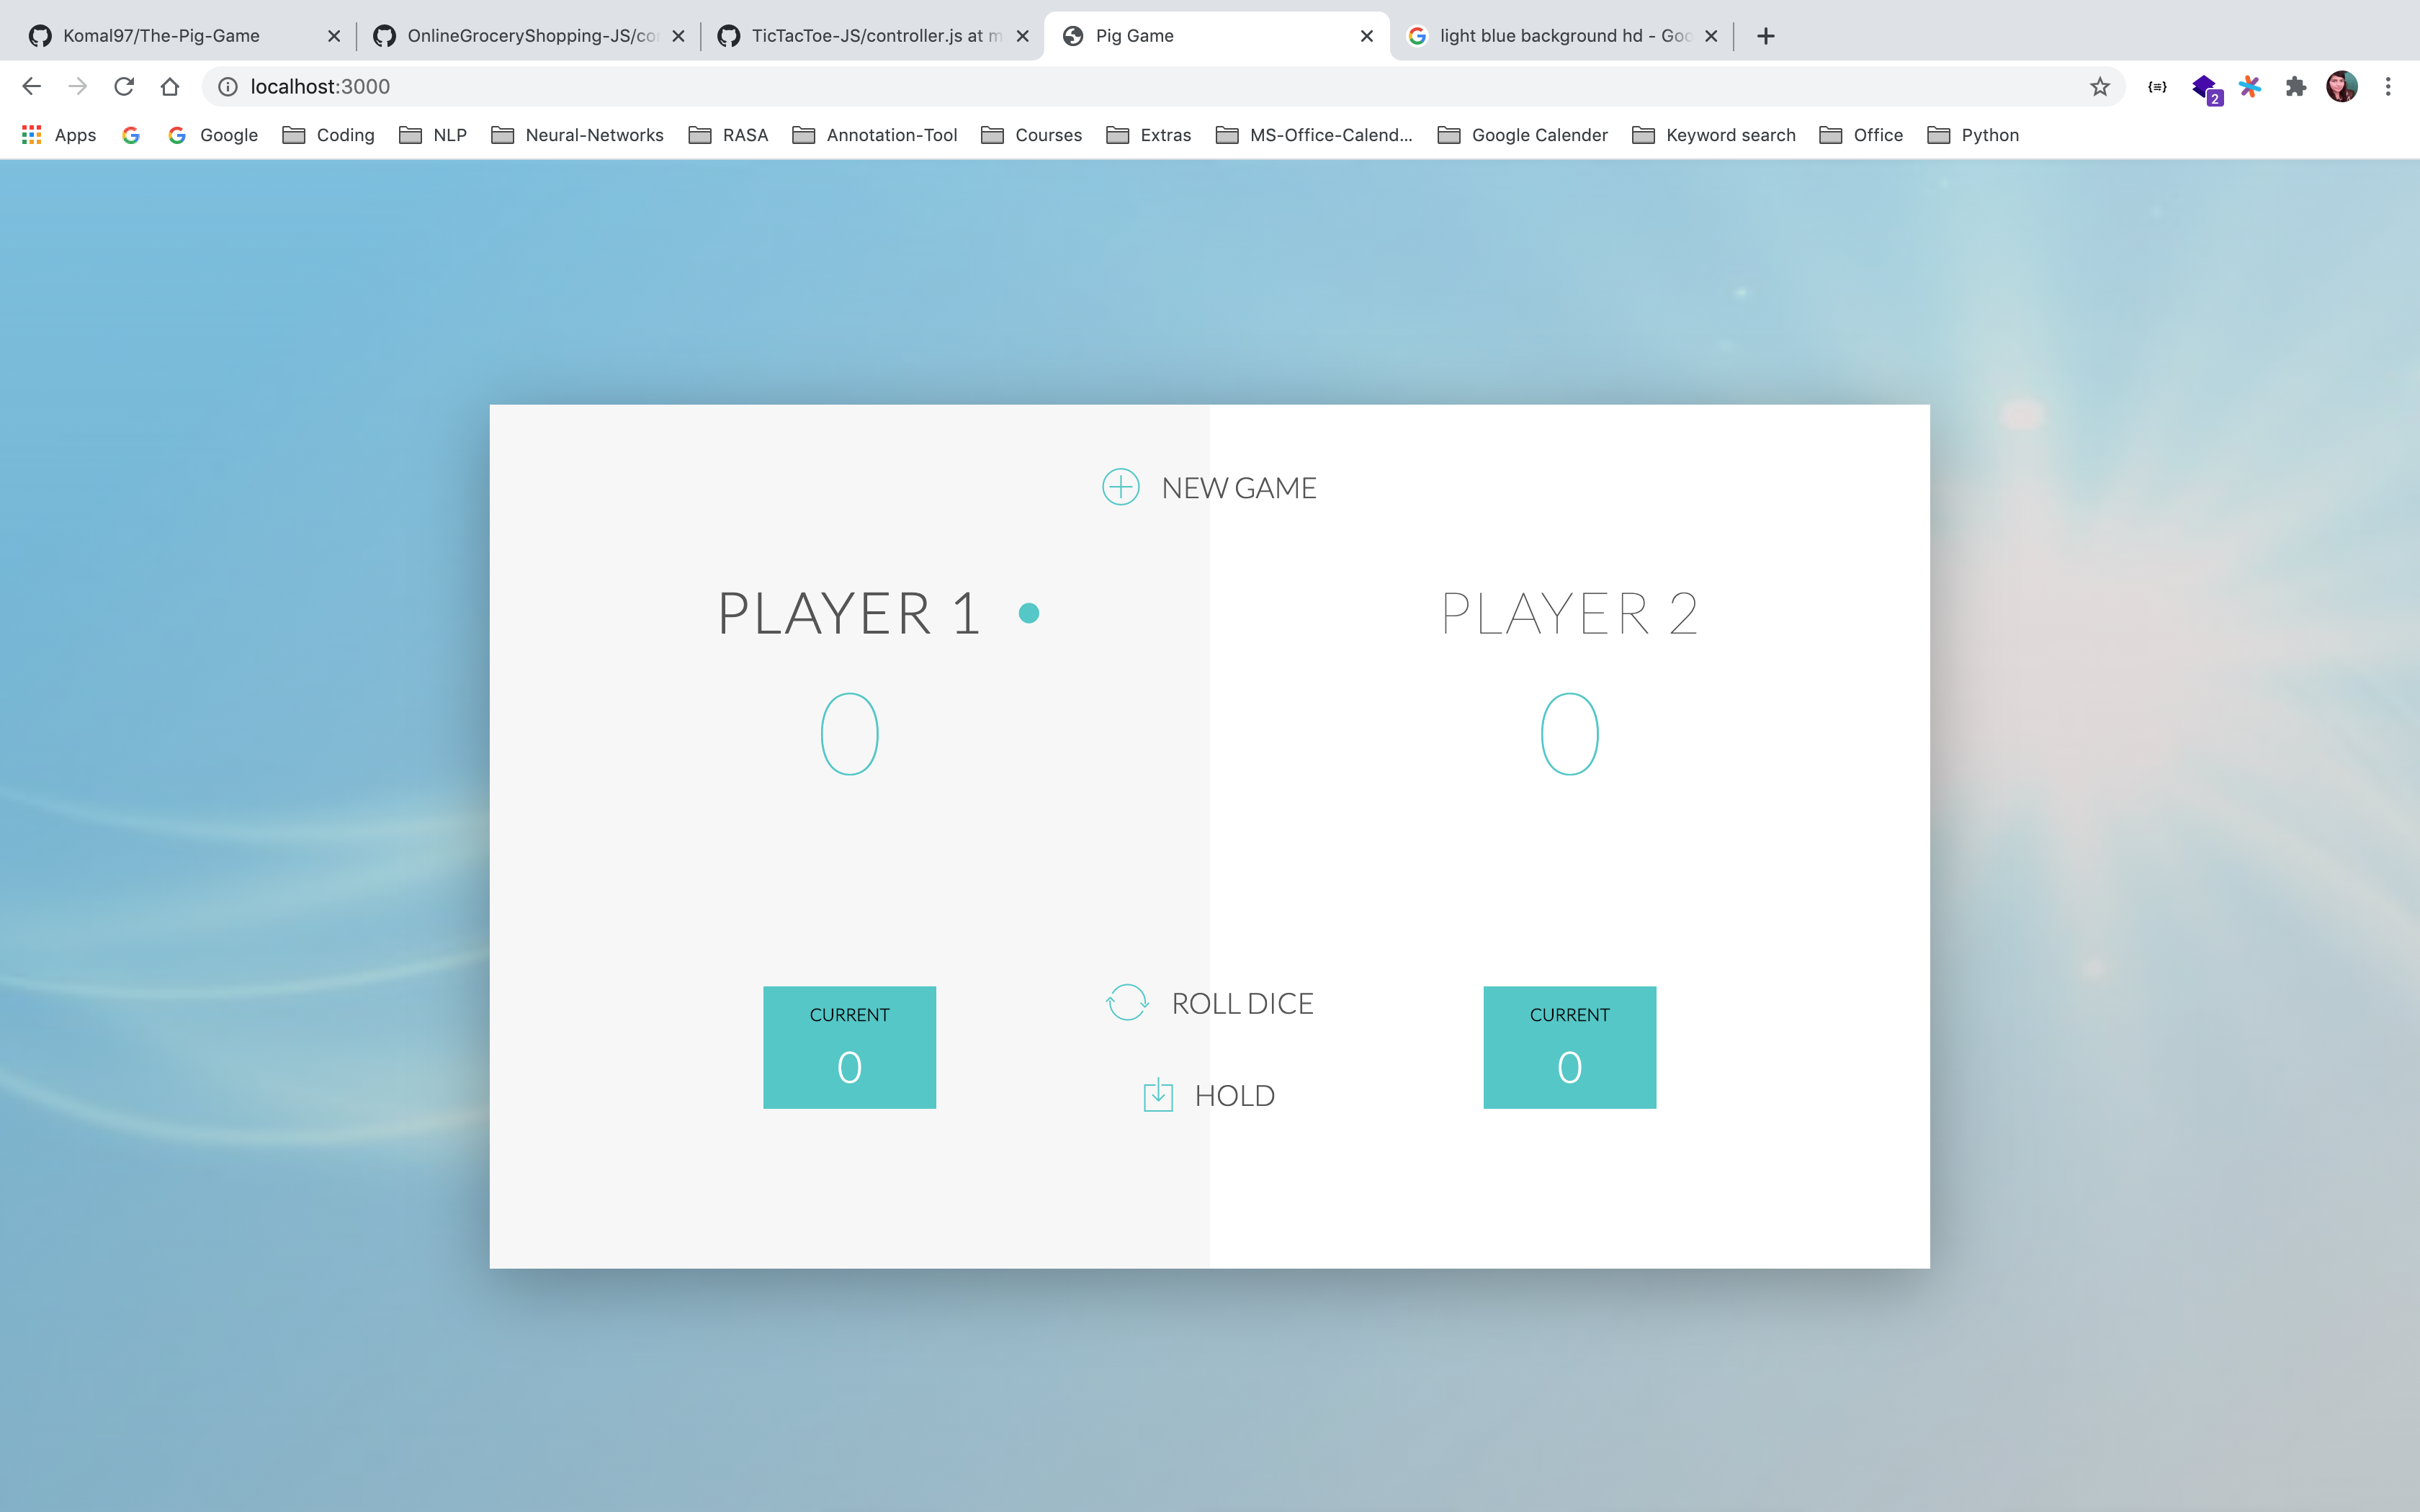 Komal97/The-Pig-Game
OnlineGroceryShopping-JS/co
TicTacToe-JS/controller.js at m
Pig Game
light blue background hd - Goo
localhost:3000
2
Apps
Google
Coding
NLP
Neural-Networks
RASA
Annotation-Tool
Courses
Extras
MS-Office-Calend...
Google Calender
Keyword search
Office
Python
NEW GAME
PLAYER 1
PLAYER 2
0
0
CURRENT
0
ROLL DICE
HOLD
CURRENT
0